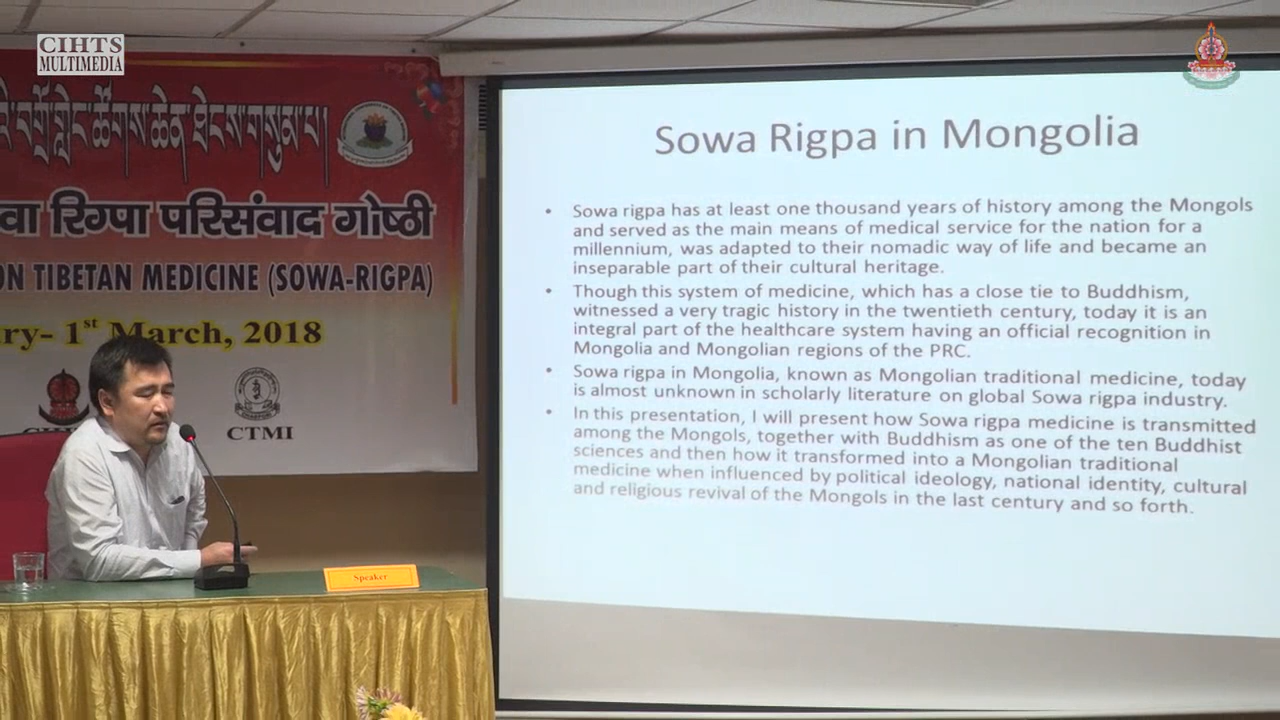 CIHTS
MULTIMEDIA
འི་བགྲོ་གླེང་ཚོགས་ཆེན་ཐེངས་གསུམ་པ།
वा रिग्पा परिसंवाद गोष्ठी
ON TIBETAN MEDICINE (SOWA-RIGPA)
ry- 1st March, 2018
CTMI
Speaker
Sowa Rigpa in Mongolia
• Sowa rigpa has at least one thousand years of history among the Mongols
and served as the main means of medical service for the nation for a
millennium, was adapted to their nomadic way of life and became an
inseparable part of their cultural heritage.
• Though this system of medicine, which has a close tie to Buddhism,
witnessed a very tragic history in the twentieth century, today it is an
integral part of the healthcare system having an official recognition in
Mongolia and Mongolian regions of the PRC.
• Sowa rigpa in Mongolia, known as Mongolian traditional medicine, today
is almost unknown in scholarly literature on global Sowa rigpa industry.
• In this presentation, I will present how Sowa rigpa medicine is transmitted
among the Mongols, together with Buddhism as one of the ten Buddhist
sciences and then how it transformed into a Mongolian traditional
medicine when influenced by political ideology, national identity, cultural
and religious revival of the Mongols in the last century and so forth.